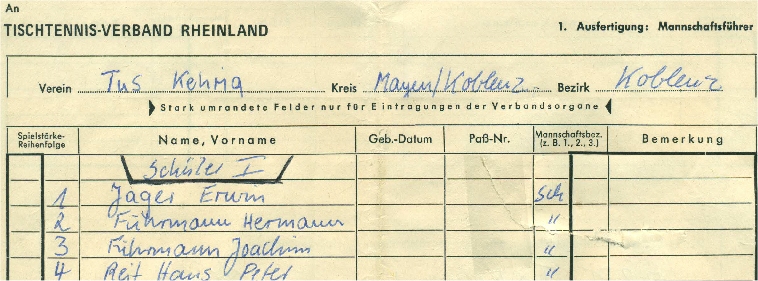 An
TISCHTENNIS-VERBAND RHEINLAND
1. Ausfertigung: Mannschaftsführer
Verein Tus Kehrig Kreis Mayen/Koblenz Bezirk Koblenz
Stark umrandete Felder nur für Eintragungen der Verbandsorgane
Spielstärke-Reihenfolge Name, Vorname Geb.-Datum Paß-Nr. Mannschaftsbez. (z. B. 1., 2., 3.) Bemerkung
Schüler I
1 Jäger Erwin Sch
2 Führmann Hermann "
3 Führmann Joachim "
4 Reif Hans Peter "